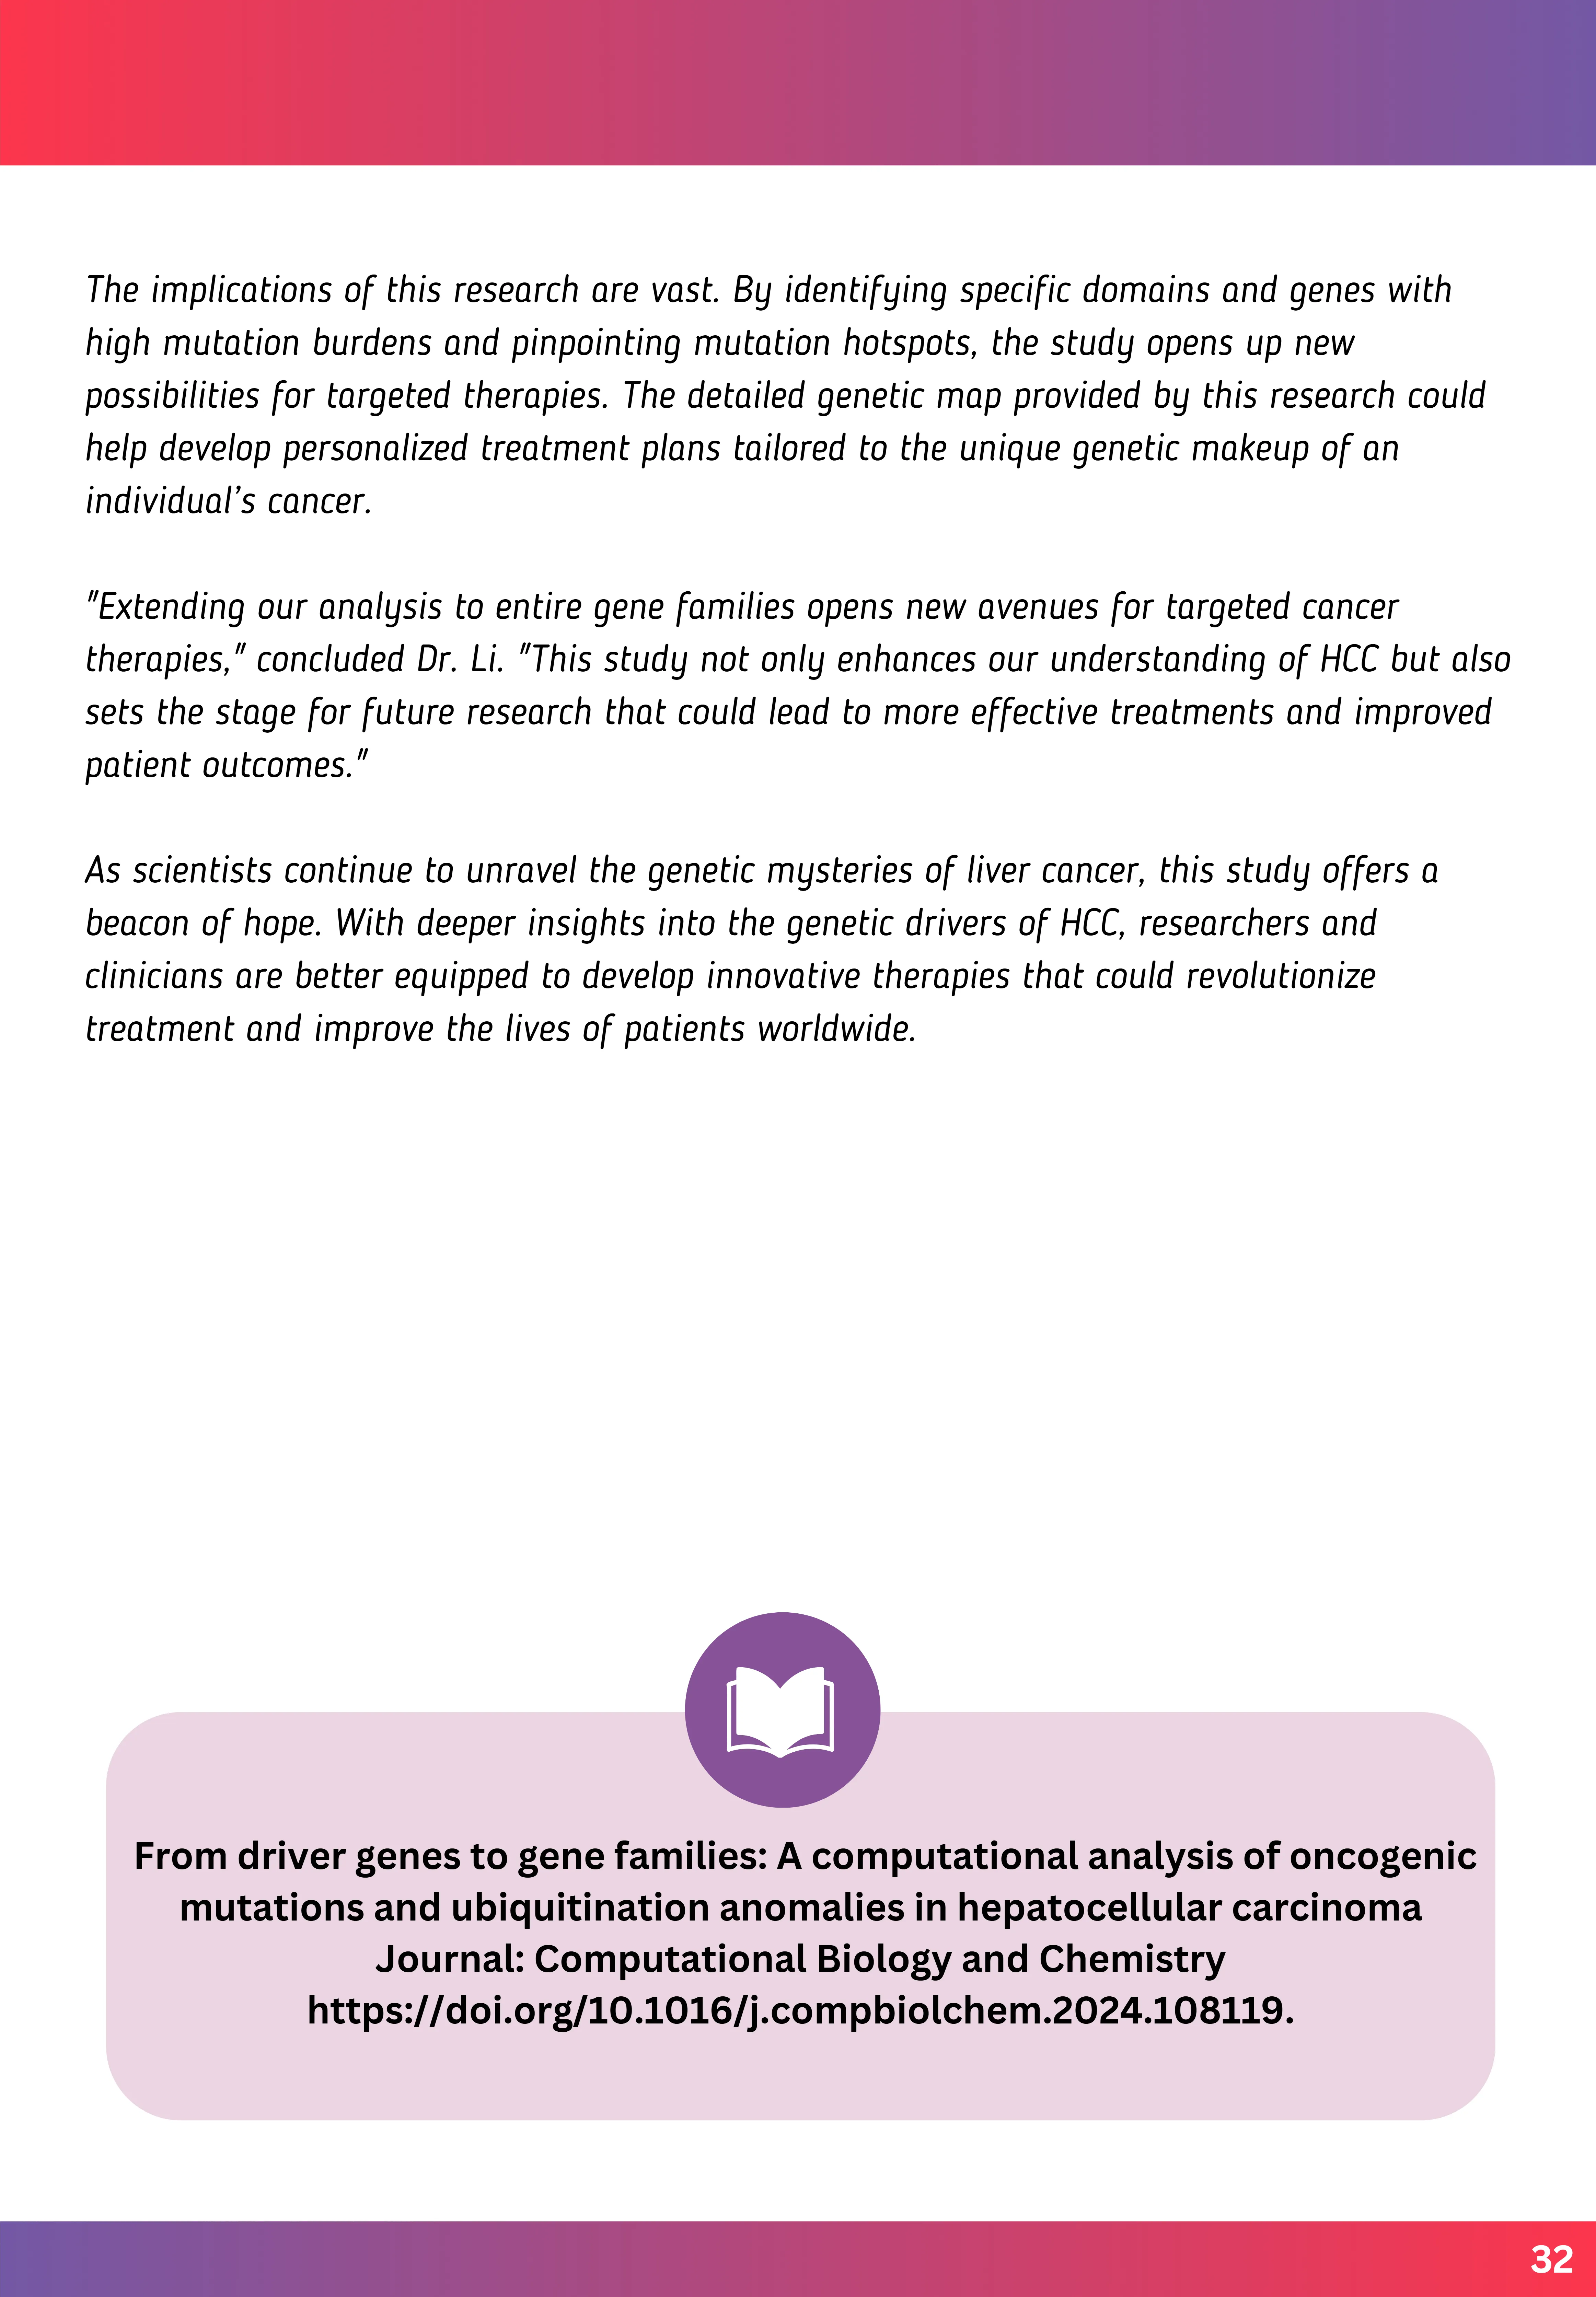 The implications of this research are vast. By identifying specific domains and genes with
high mutation burdens and pinpointing mutation hotspots, the study opens up new
possibilities for targeted therapies. The detailed genetic map provided by this research could
help develop personalized treatment plans tailored to the unique genetic makeup of an
individual’s cancer.
"Extending our analysis to entire gene families opens new avenues for targeted cancer
therapies," concluded Dr. Li. "This study not only enhances our understanding of HCC but also
sets the stage for future research that could lead to more effective treatments and improved
patient outcomes."
As scientists continue to unravel the genetic mysteries of liver cancer, this study offers a
beacon of hope. With deeper insights into the genetic drivers of HCC, researchers and
clinicians are better equipped to develop innovative therapies that could revolutionize
treatment and improve the lives of patients worldwide.
From driver genes to gene families: A computational analysis of oncogenic
mutations and ubiquitination anomalies in hepatocellular carcinoma
Journal: Computational Biology and Chemistry
https://doi.org/10.1016/j.compbiolchem.2024.108119.
32